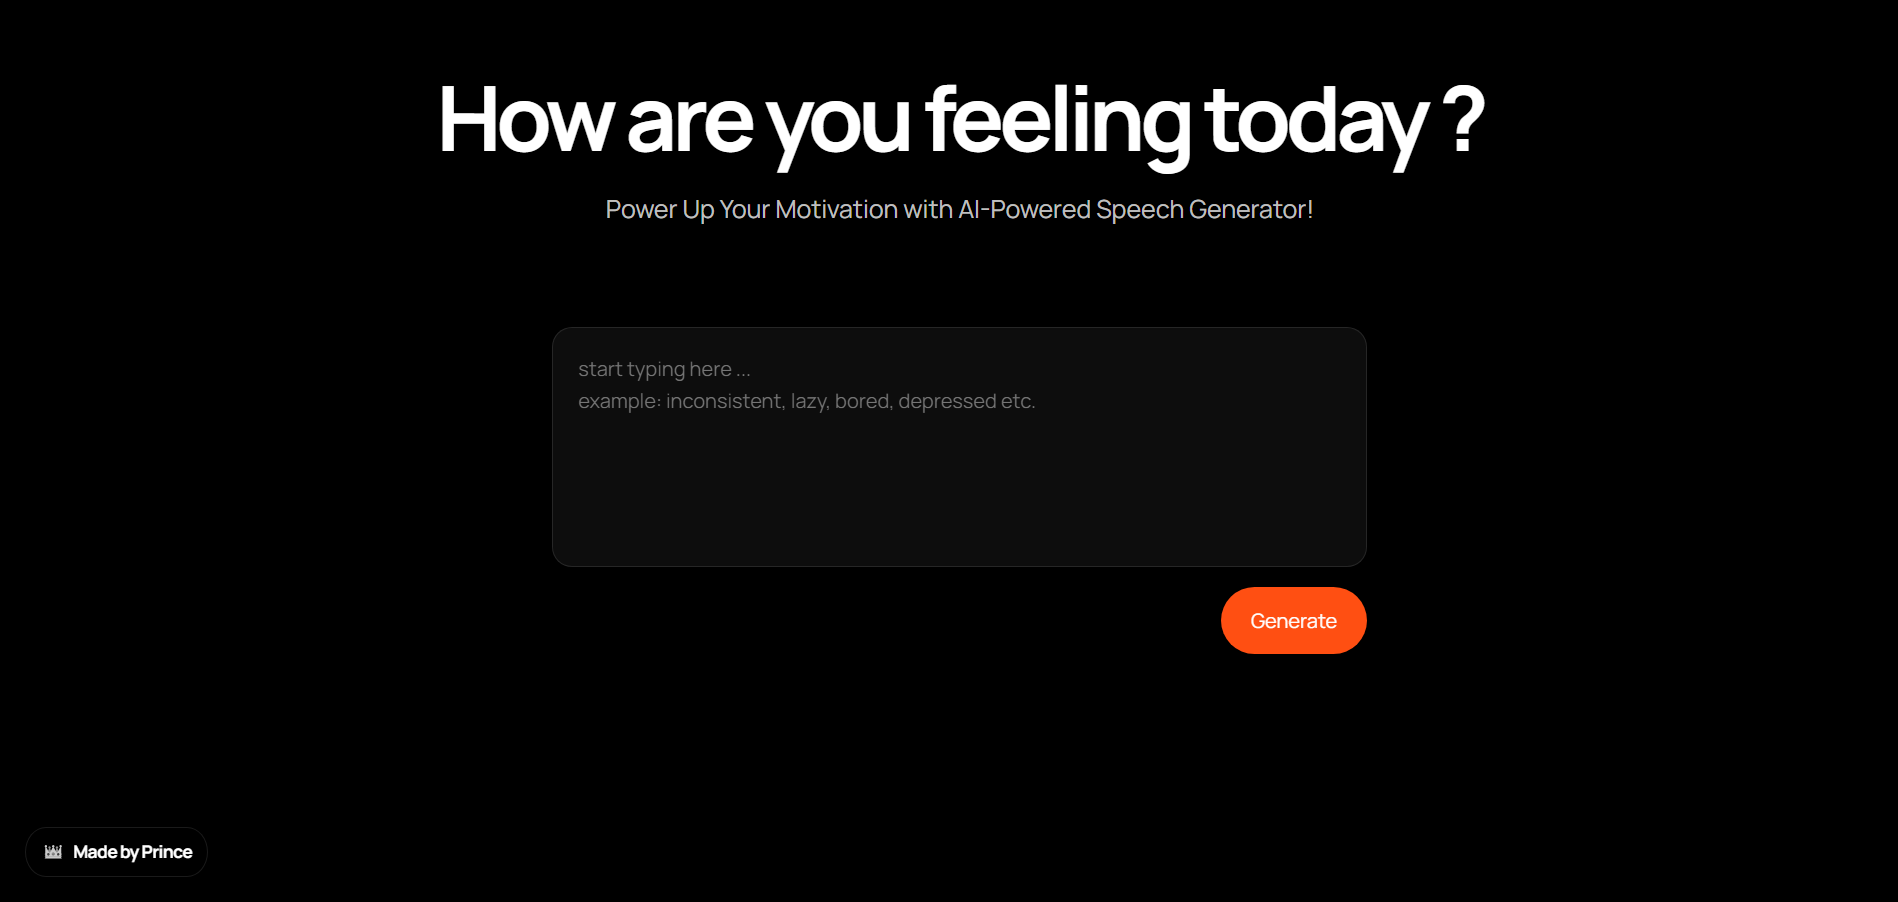 How are you feeling today ?
Power Up Your Motivation with AI-Powered Speech Generator!
start typing here ...
example: inconsistent, lazy, bored, depressed etc.
Generate
Made by Prince